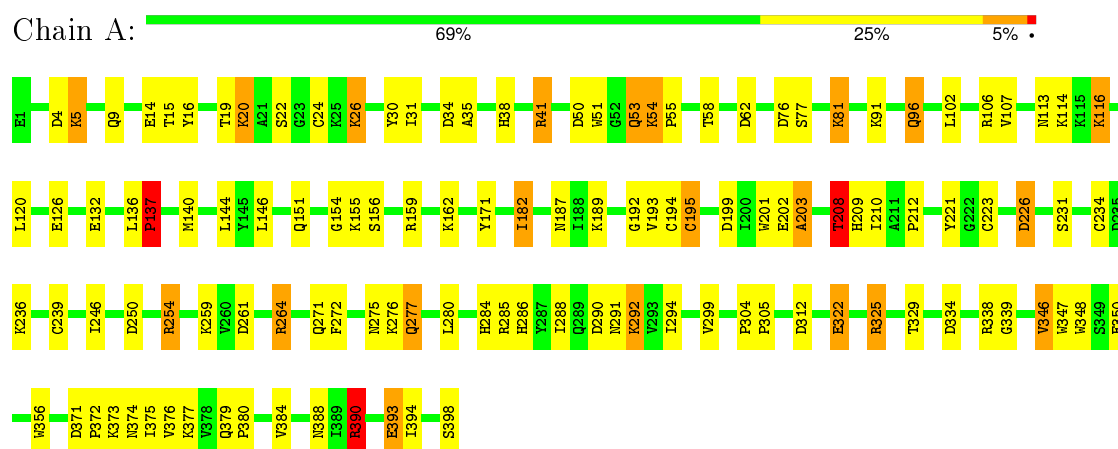 Chain A:
69% 25% 5% •
E1 D4 K5 Q9 E14 T15 Y16 T19 K20 A21 S22 G23 C24 K25 K26 Y30 I31 D34 A35 H38 R41 D50 W51 G52 Q53 K54 P55 T58 D62 D76 S77 K81 K91 Q96 L102 R106 V107 N113 K114 K115 K116
L120 E126 E132 L136 P137 M140 L144 Y145 L146 Q151 G154 K155 S156 R159 K162 Y171 I182 N187 I188 K189 G192 V193 C194 C195 D199 I200 W201 E202 A203 T208 H209 I210 A211 P212 Y221 G222 C223 D226 S231 C234 D235
K236 C239 I246 D250 R254 K259 V260 D261 R264 Q271 F272 N275 K276 Q277 L280 H284 R285 H286 Y287 I288 Q289 D290 N291 K292 V293 I294 V299 P304 P305 D312 E322 R325 T329 D334 R338 G339 V346 W347 W348 S349
W356 D371 P372 K373 N374 I375 V376 K377 V378 Q379 P380 V384 N388 I389 R390 E393 I394 S398